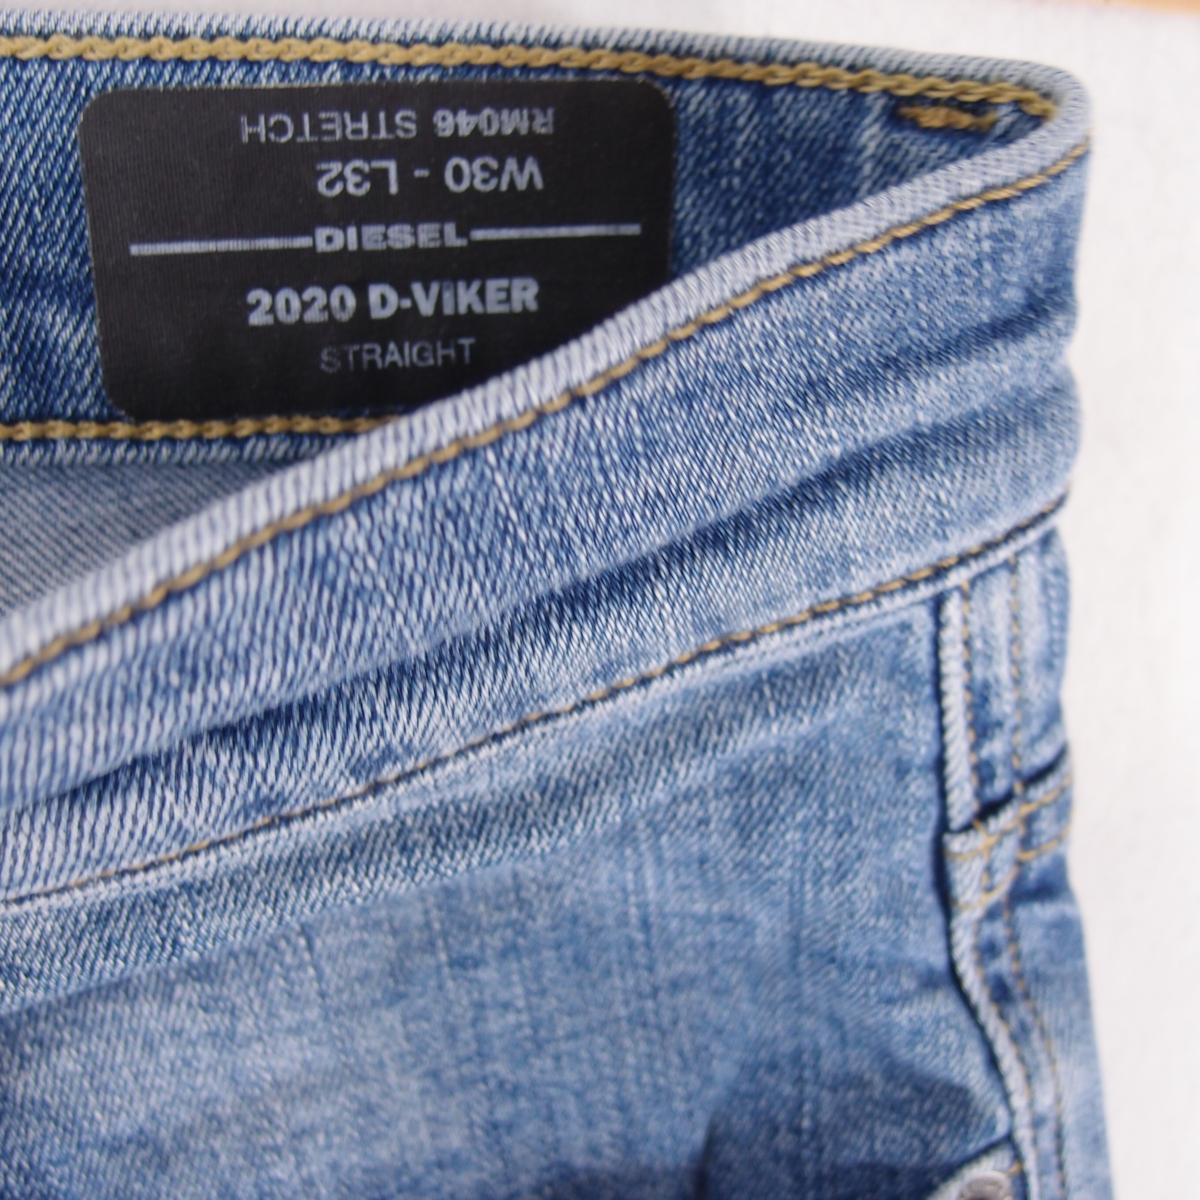 RM046 STRETCH
W30 - L32
DIESEL
2020 D-VIKER
STRAIGHT